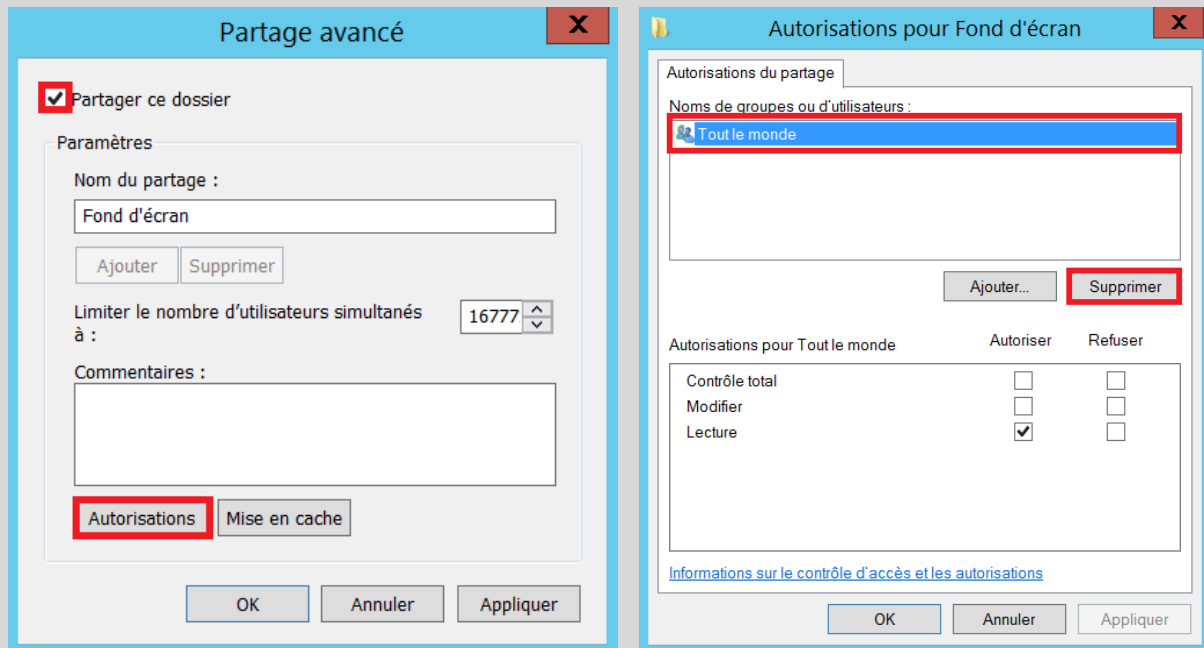 Partage avancé
X
Partager ce dossier
Paramètres
Nom du partage :
Fond d'écran
Ajouter
Supprimer
Limiter le nombre d’utilisateurs simultanés
à :
16777
Commentaires :
Autorisations
Mise en cache
OK
Annuler
Appliquer
Autorisations pour Fond d'écran
X
Autorisations du partage
Noms de groupes ou d’utilisateurs :
Tout le monde
Ajouter...
Supprimer
Autorisations pour Tout le monde
Autoriser
Refuser
Contrôle total
Modifier
Lecture
Informations sur le contrôle d’accès et les autorisations
OK
Annuler
Appliquer